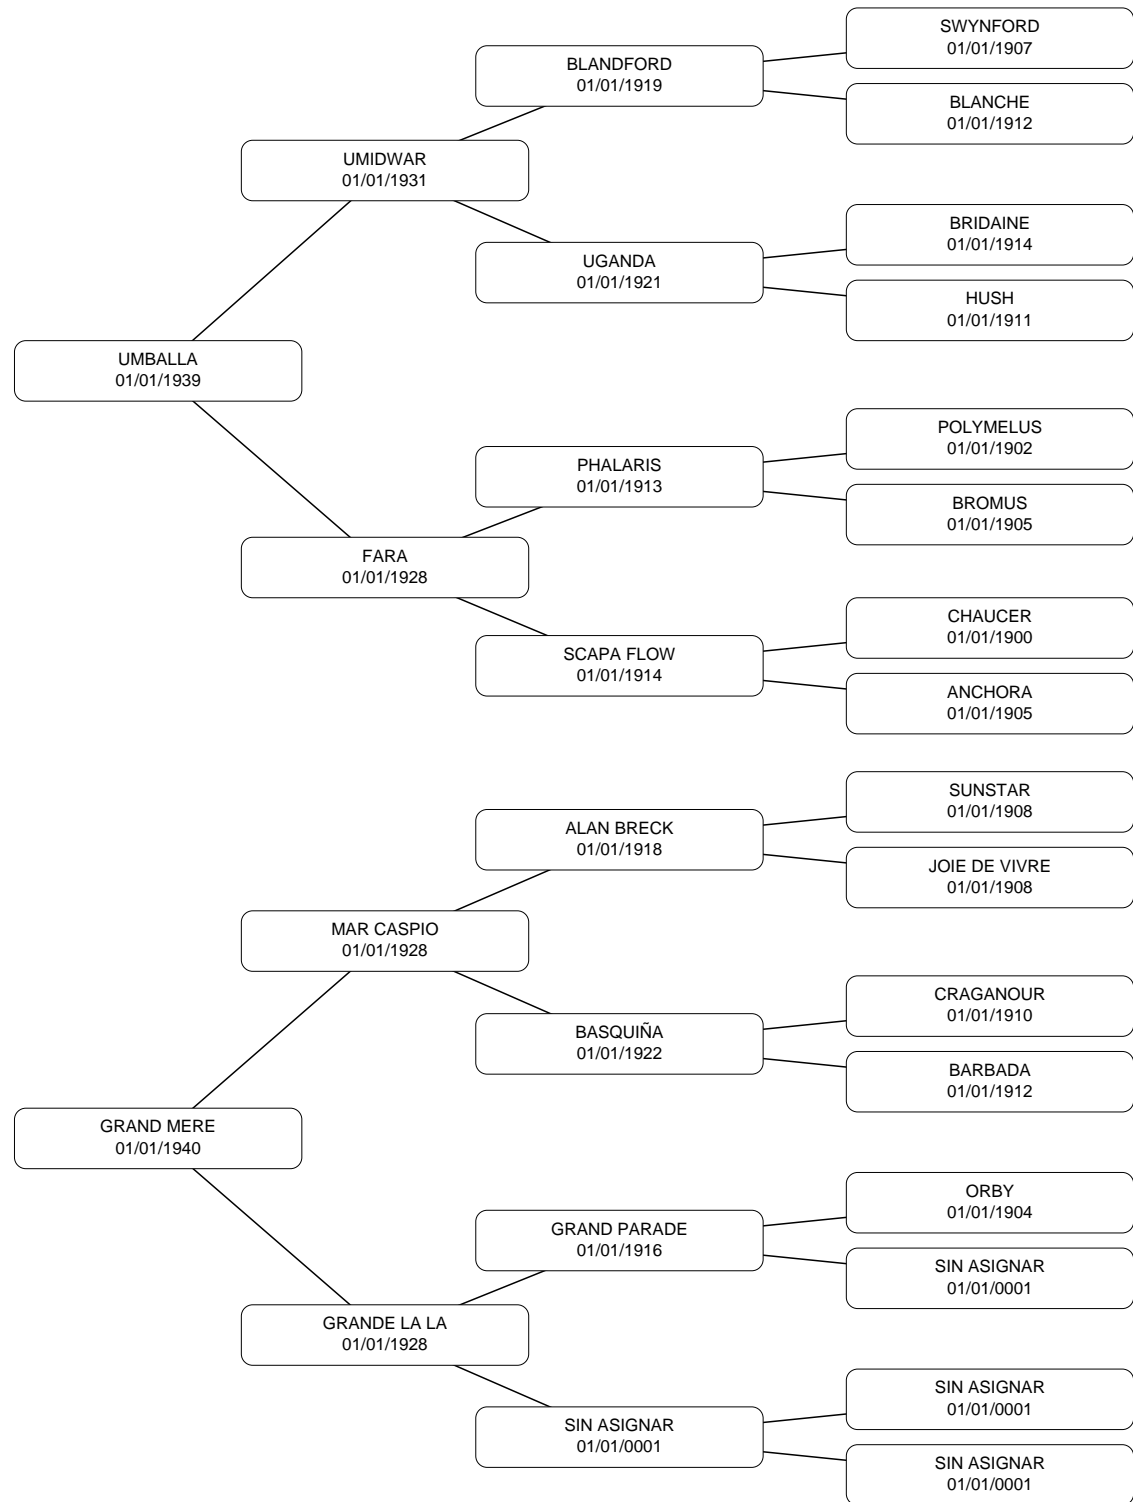 SWYNFORD
01/01/1907
BLANDFORD
01/01/1919
BLANCHE
01/01/1912
UMIDWAR
01/01/1931
BRIDAINE
01/01/1914
UGANDA
01/01/1921
HUSH
01/01/1911
UMBALLA
01/01/1939
POLYMELUS
01/01/1902
PHALARIS
01/01/1913
BROMUS
01/01/1905
FARA
01/01/1928
CHAUCER
01/01/1900
SCAPA FLOW
01/01/1914
ANCHORA
01/01/1905
SUNSTAR
01/01/1908
ALAN BRECK
01/01/1918
JOIE DE VIVRE
01/01/1908
MAR CASPIO
01/01/1928
CRAGANOUR
01/01/1910
BASQUIÑA
01/01/1922
BARBADA
01/01/1912
GRAND MERE
01/01/1940
ORBY
01/01/1904
GRAND PARADE
01/01/1916
SIN ASIGNAR
01/01/0001
GRANDE LA LA
01/01/1928
SIN ASIGNAR
01/01/0001
SIN ASIGNAR
01/01/0001
SIN ASIGNAR
01/01/0001